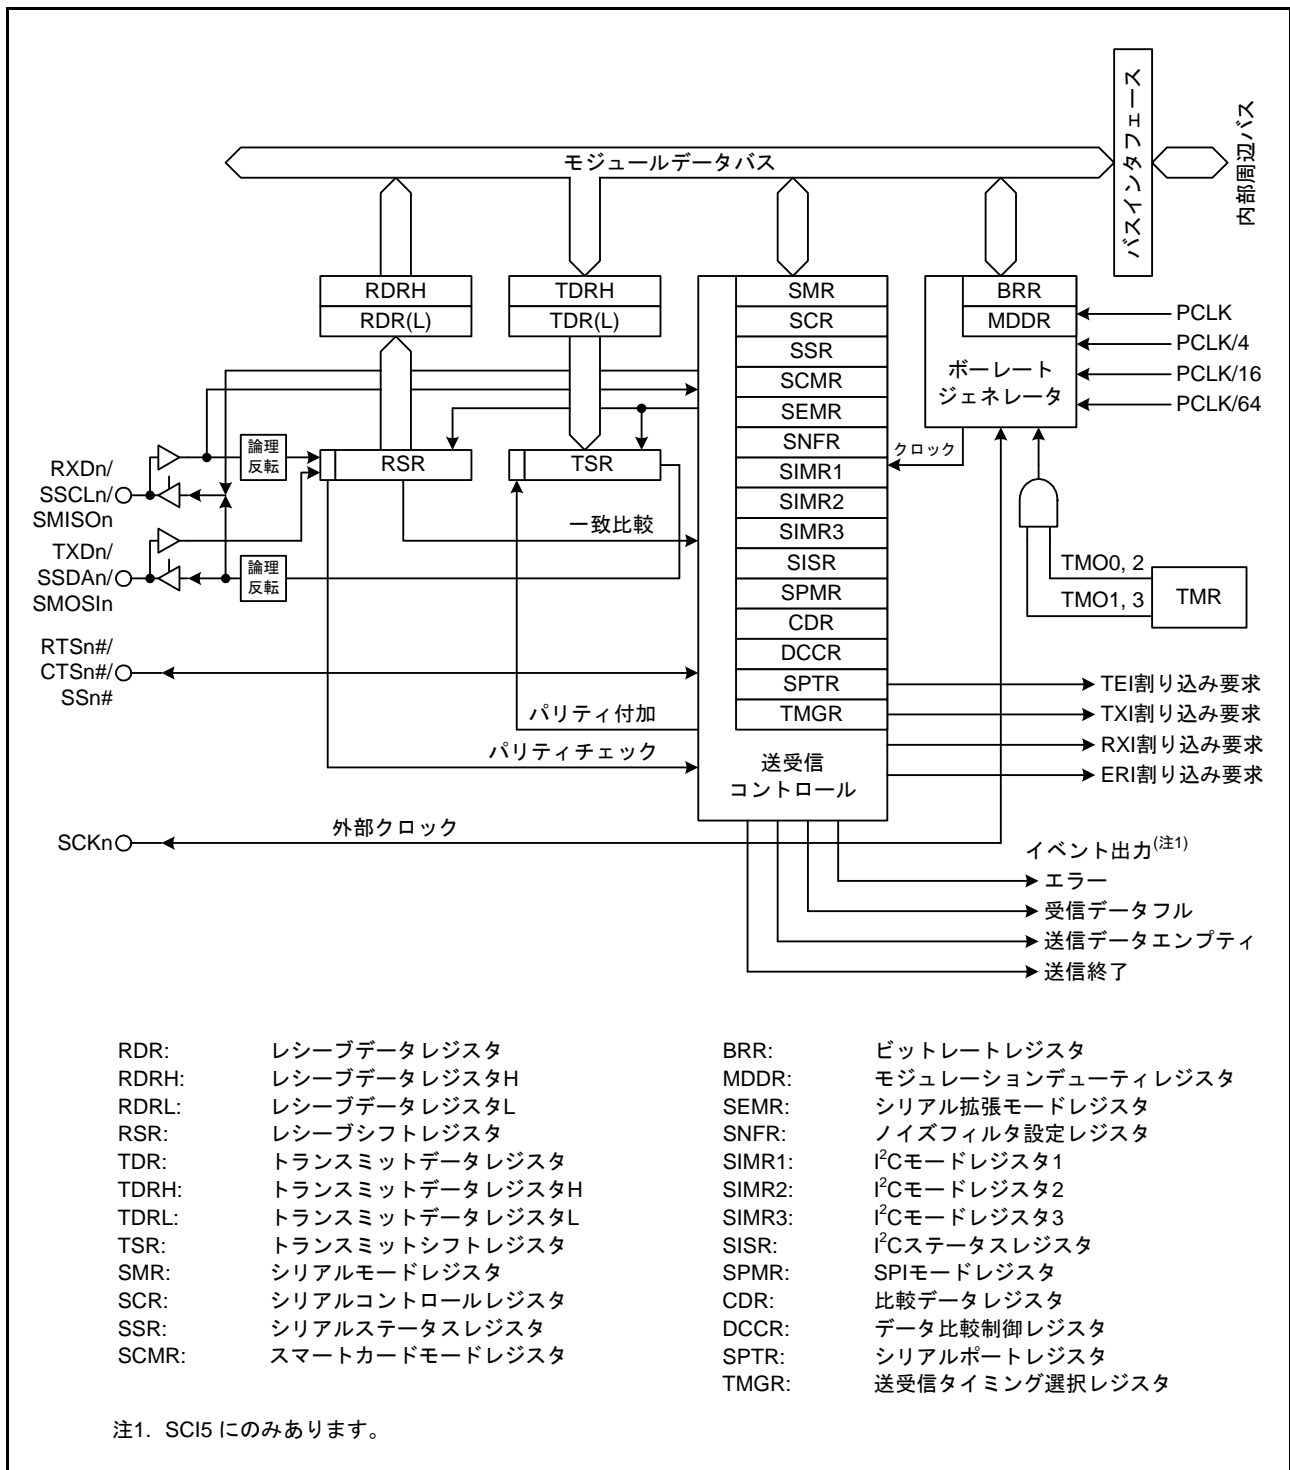 バスインタフェース
内部周辺バス
モジュールデータバス
RDRH
RDR(L)
TDRH
TDR(L)
SMR
SCR
SSR
SCMR
SEMR
SNFR
SIMR1
SIMR2
SIMR3
SISR
SPMR
CDR
DCCR
SPTR
TMGR
送受信
コントロール
BRR
MDDR
ボーレート
ジェネレータ
PCLK
PCLK/4
PCLK/16
PCLK/64
クロック
論理
反転
RSR
TSR
RXDn/
SSCLn/
SMISOn
一致比較
TXDn/
SSDAn/
SMOSIn
論理
反転
TMO0, 2
TMO1, 3
TMR
RTSn#/
CTSn#/
SSn#
パリティ付加
パリティチェック
TEI割り込み要求
TXI割り込み要求
RXI割り込み要求
ERI割り込み要求
SCKn
外部クロック
イベント出力(注1)
エラー
受信データフル
送信データエンプティ
送信終了
RDR: レシーブデータレジスタ
RDRH: レシーブデータレジスタH
RDRL: レシーブデータレジスタL
RSR: レシーブシフトレジスタ
TDR: トランスミットデータレジスタ
TDRH: トランスミットデータレジスタH
TDRL: トランスミットデータレジスタL
TSR: トランスミットシフトレジスタ
SMR: シリアルモードレジスタ
SCR: シリアルコントロールレジスタ
SSR: シリアルステータスレジスタ
SCMR: スマートカードモードレジスタ
BRR: ビットレートレジスタ
MDDR: モジュレーションデューティレジスタ
SEMR: シリアル拡張モードレジスタ
SNFR: ノイズフィルタ設定レジスタ
SIMR1: I²Cモードレジスタ1
SIMR2: I²Cモードレジスタ2
SIMR3: I²Cモードレジスタ3
SISR: I²Cステータスレジスタ
SPMR: SPIモードレジスタ
CDR: 比較データレジスタ
DCCR: データ比較制御レジスタ
SPTR: シリアルポートレジスタ
TMGR: 送受信タイミング選択レジスタ
注1. SCI5 にのみあります。